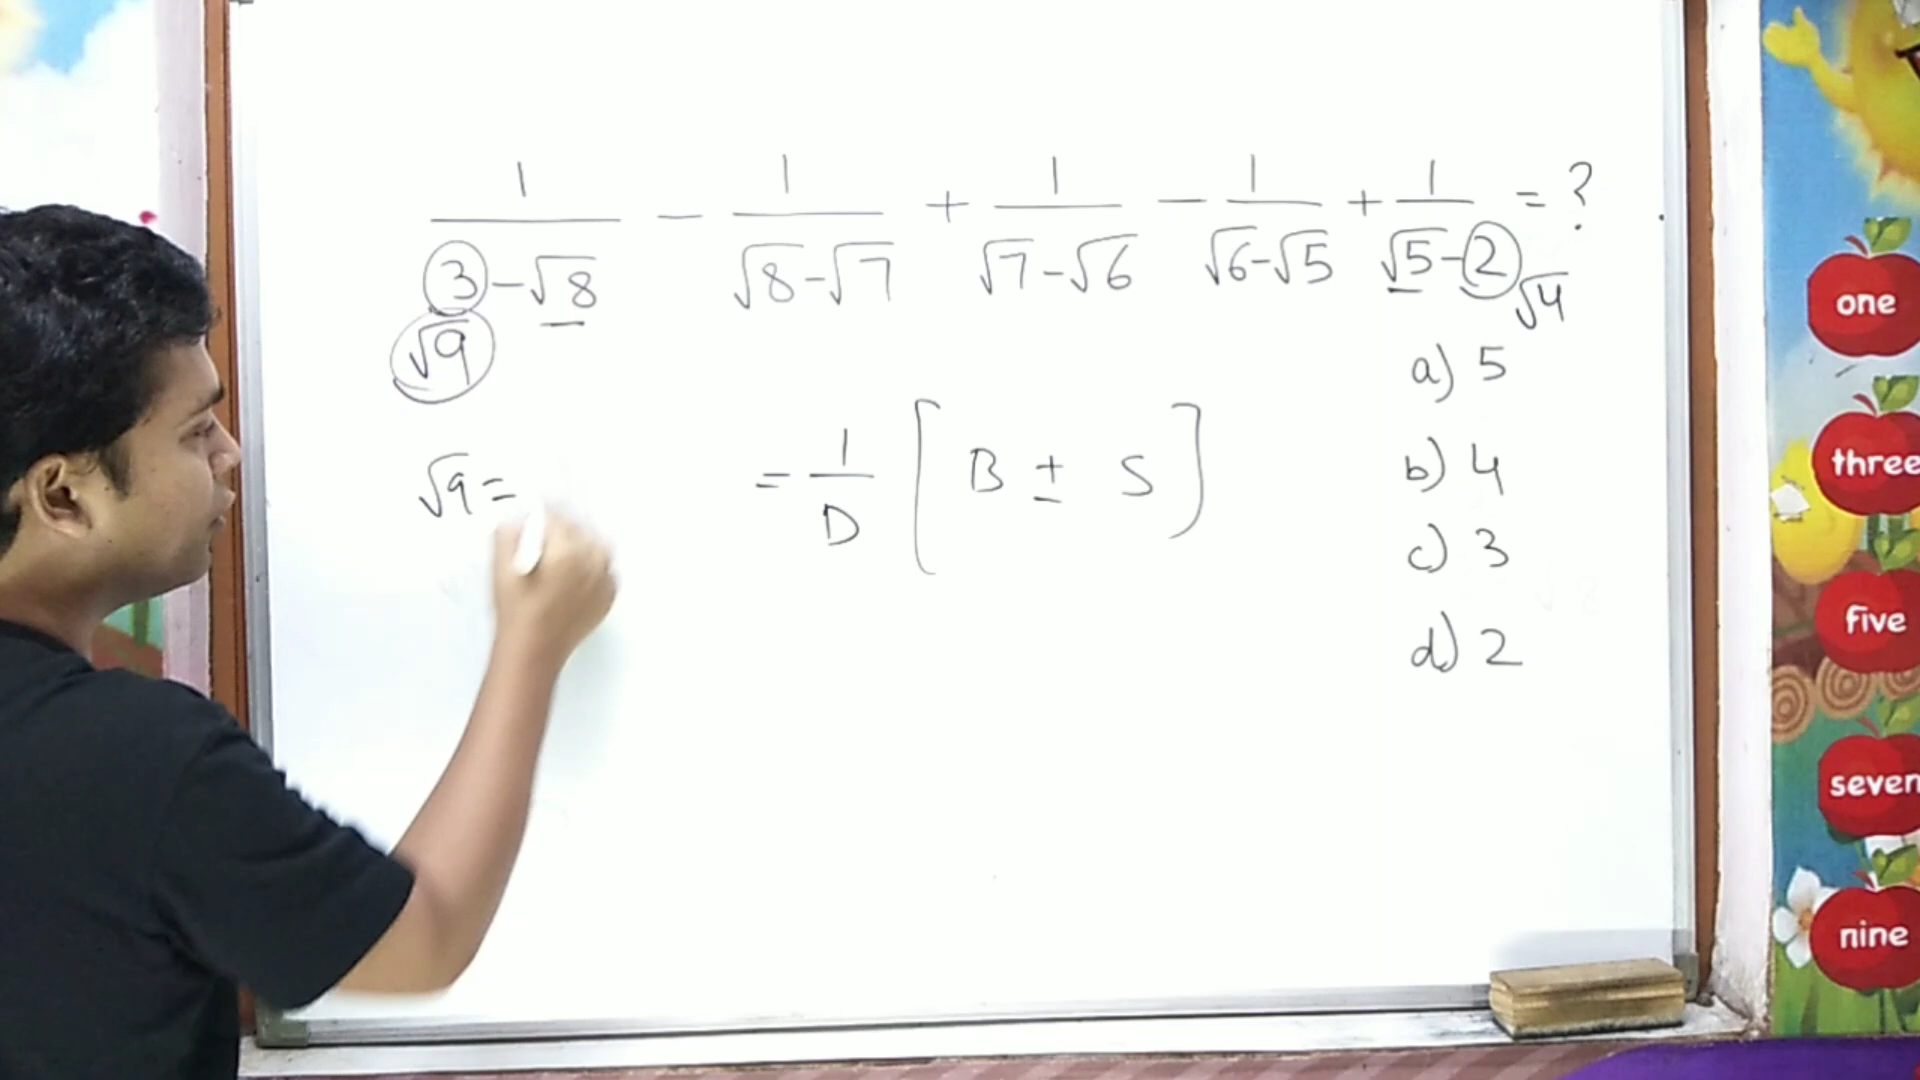 1/(3-√8) - 1/(√8-√7) + 1/(√7-√6) - 1/(√6-√5) + 1/(√5-2) = ?
√9
√4
a) 5
√9 =
= 1/D [ B ± S ]
b) 4
c) 3
d) 2
one
three
five
seven
nine